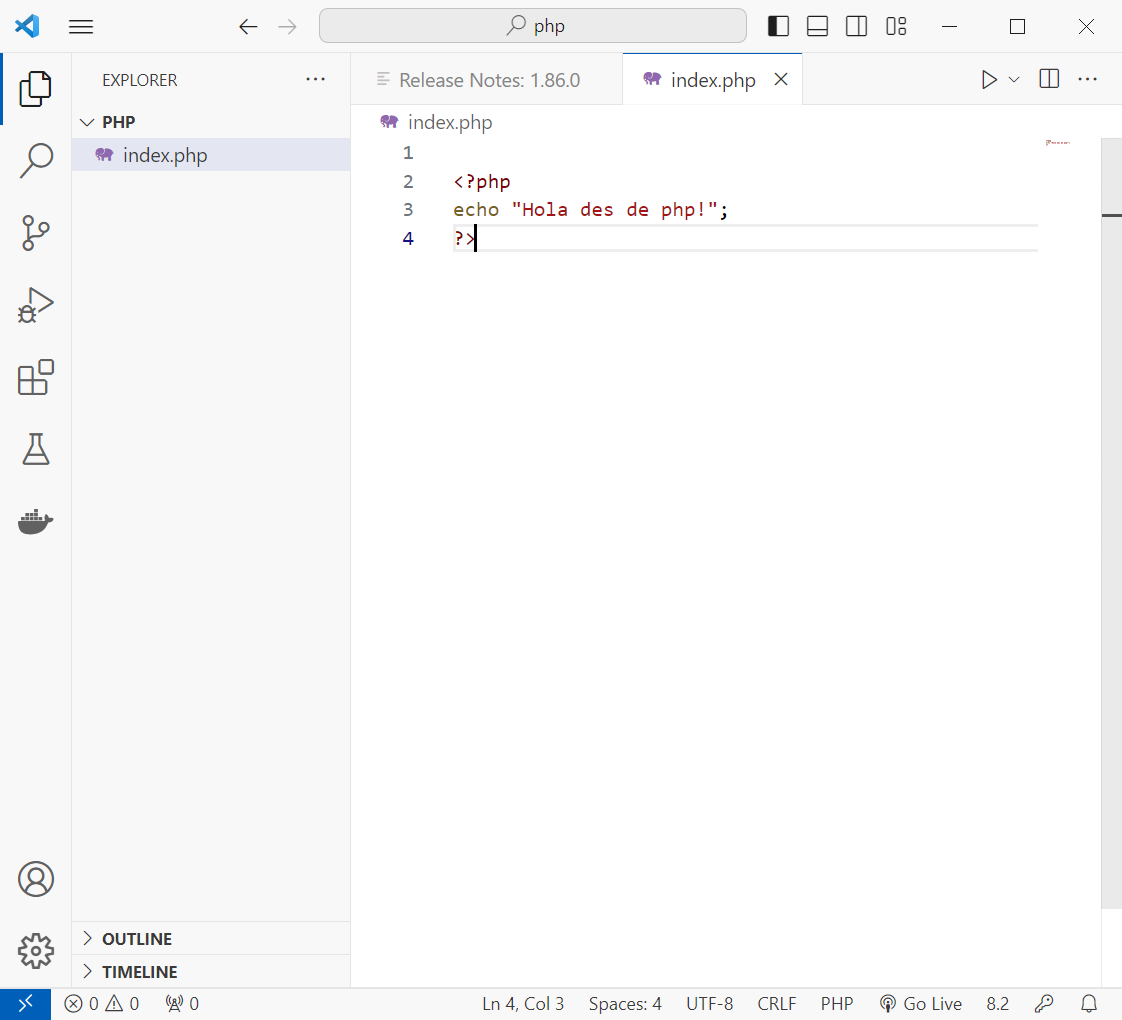 php
EXPLORER
PHP
index.php
OUTLINE
TIMELINE
Release Notes: 1.86.0
index.php
index.php
1
2 <?php
3 echo "Hola des de php!";
4 ?>
0 0 0
Ln 4, Col 3 Spaces: 4 UTF-8 CRLF PHP Go Live 8.2